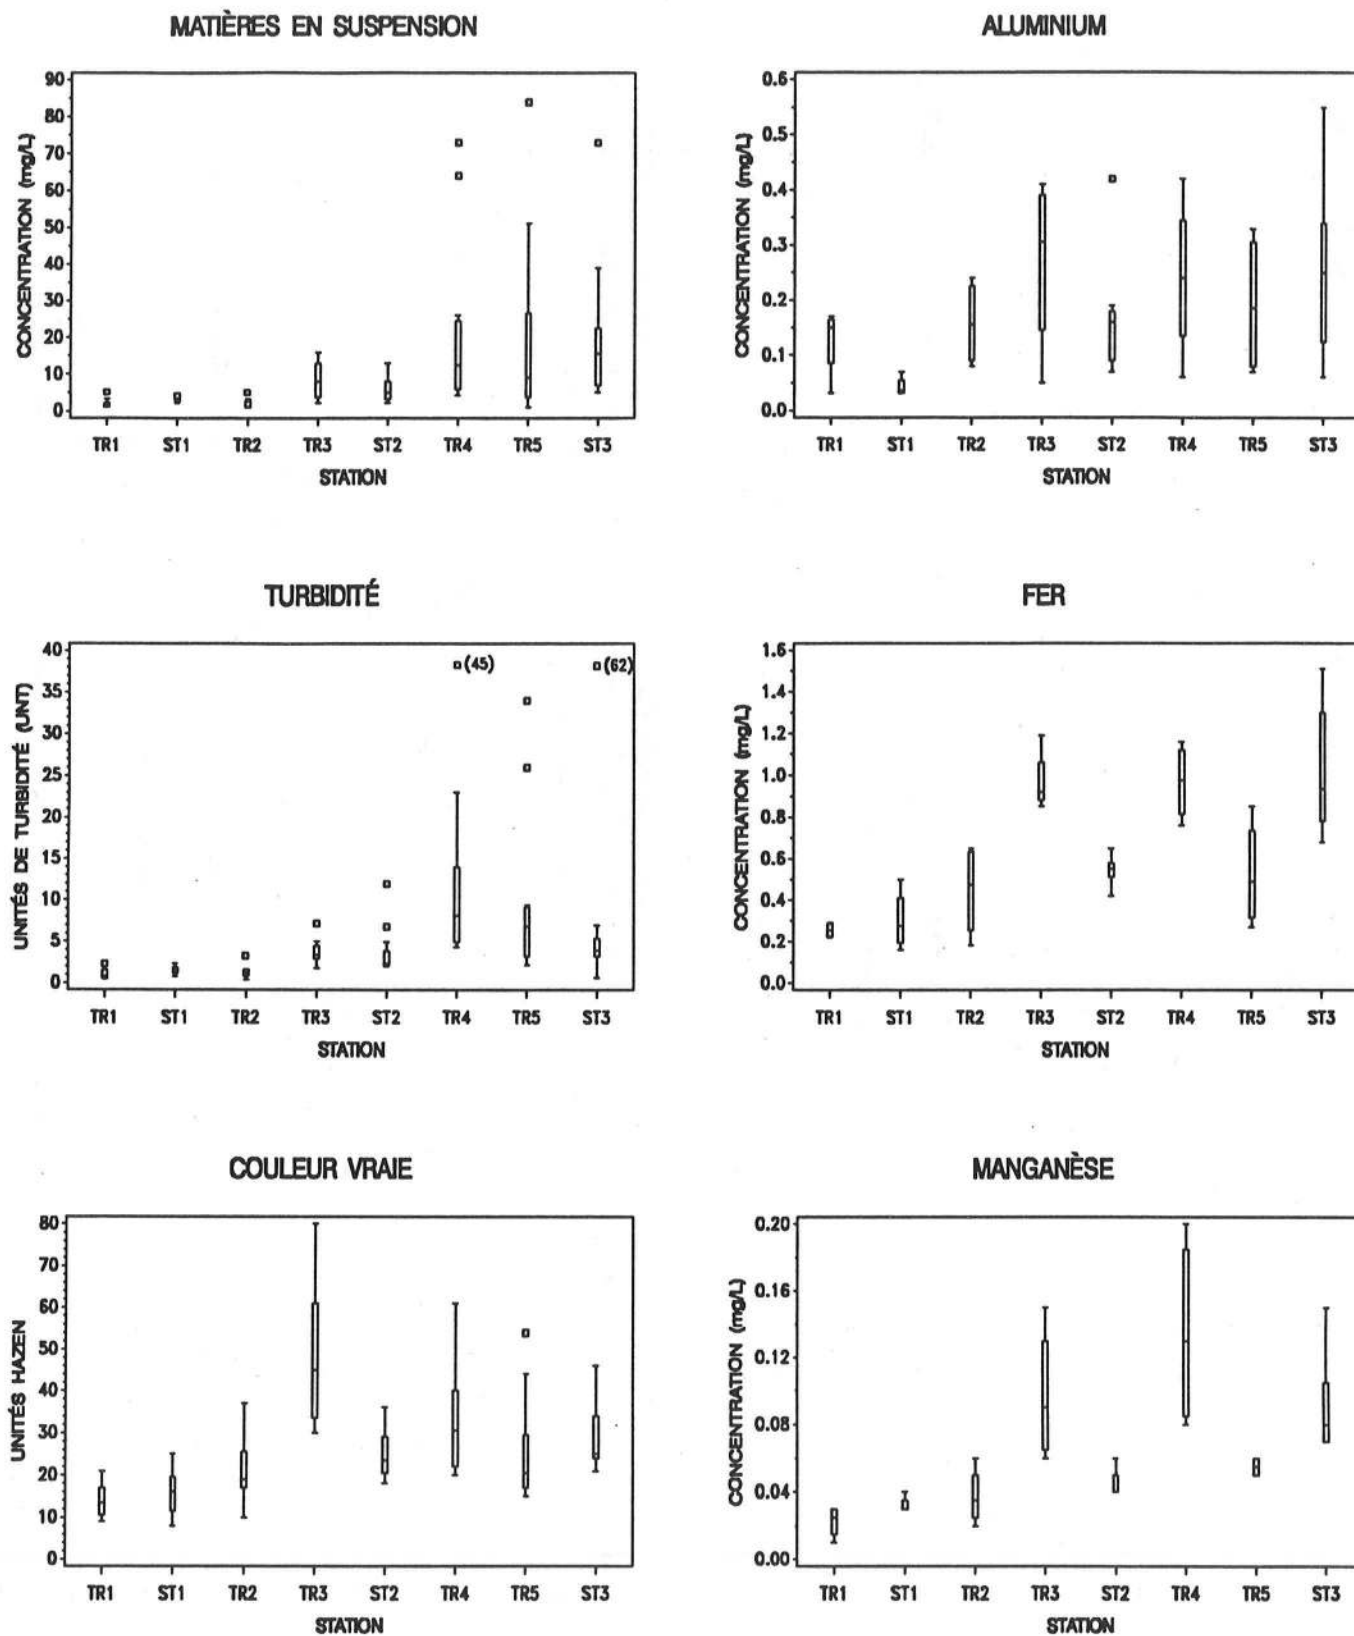 MATIÈRES EN SUSPENSION
CONCENTRATION (mg/L)
90
80
70
60
50
40
30
20
10
0
TR1 ST1 TR2 TR3 ST2 TR4 TR5 ST3
STATION
ALUMINIUM
CONCENTRATION (mg/L)
0.6
0.5
0.4
0.3
0.2
0.1
0.0
TR1 ST1 TR2 TR3 ST2 TR4 TR5 ST3
STATION
TURBIDITÉ
UNITÉS DE TURBIDITÉ (UNT)
40
35
30
25
20
15
10
5
0
(45)
(62)
TR1 ST1 TR2 TR3 ST2 TR4 TR5 ST3
STATION
FER
CONCENTRATION (mg/L)
1.6
1.4
1.2
1.0
0.8
0.6
0.4
0.2
0.0
TR1 ST1 TR2 TR3 ST2 TR4 TR5 ST3
STATION
COULEUR VRAIE
UNITÉS HAZEN
80
70
60
50
40
30
20
10
0
TR1 ST1 TR2 TR3 ST2 TR4 TR5 ST3
STATION
MANGANÈSE
CONCENTRATION (mg/L)
0.20
0.16
0.12
0.08
0.04
0.00
TR1 ST1 TR2 TR3 ST2 TR4 TR5 ST3
STATION